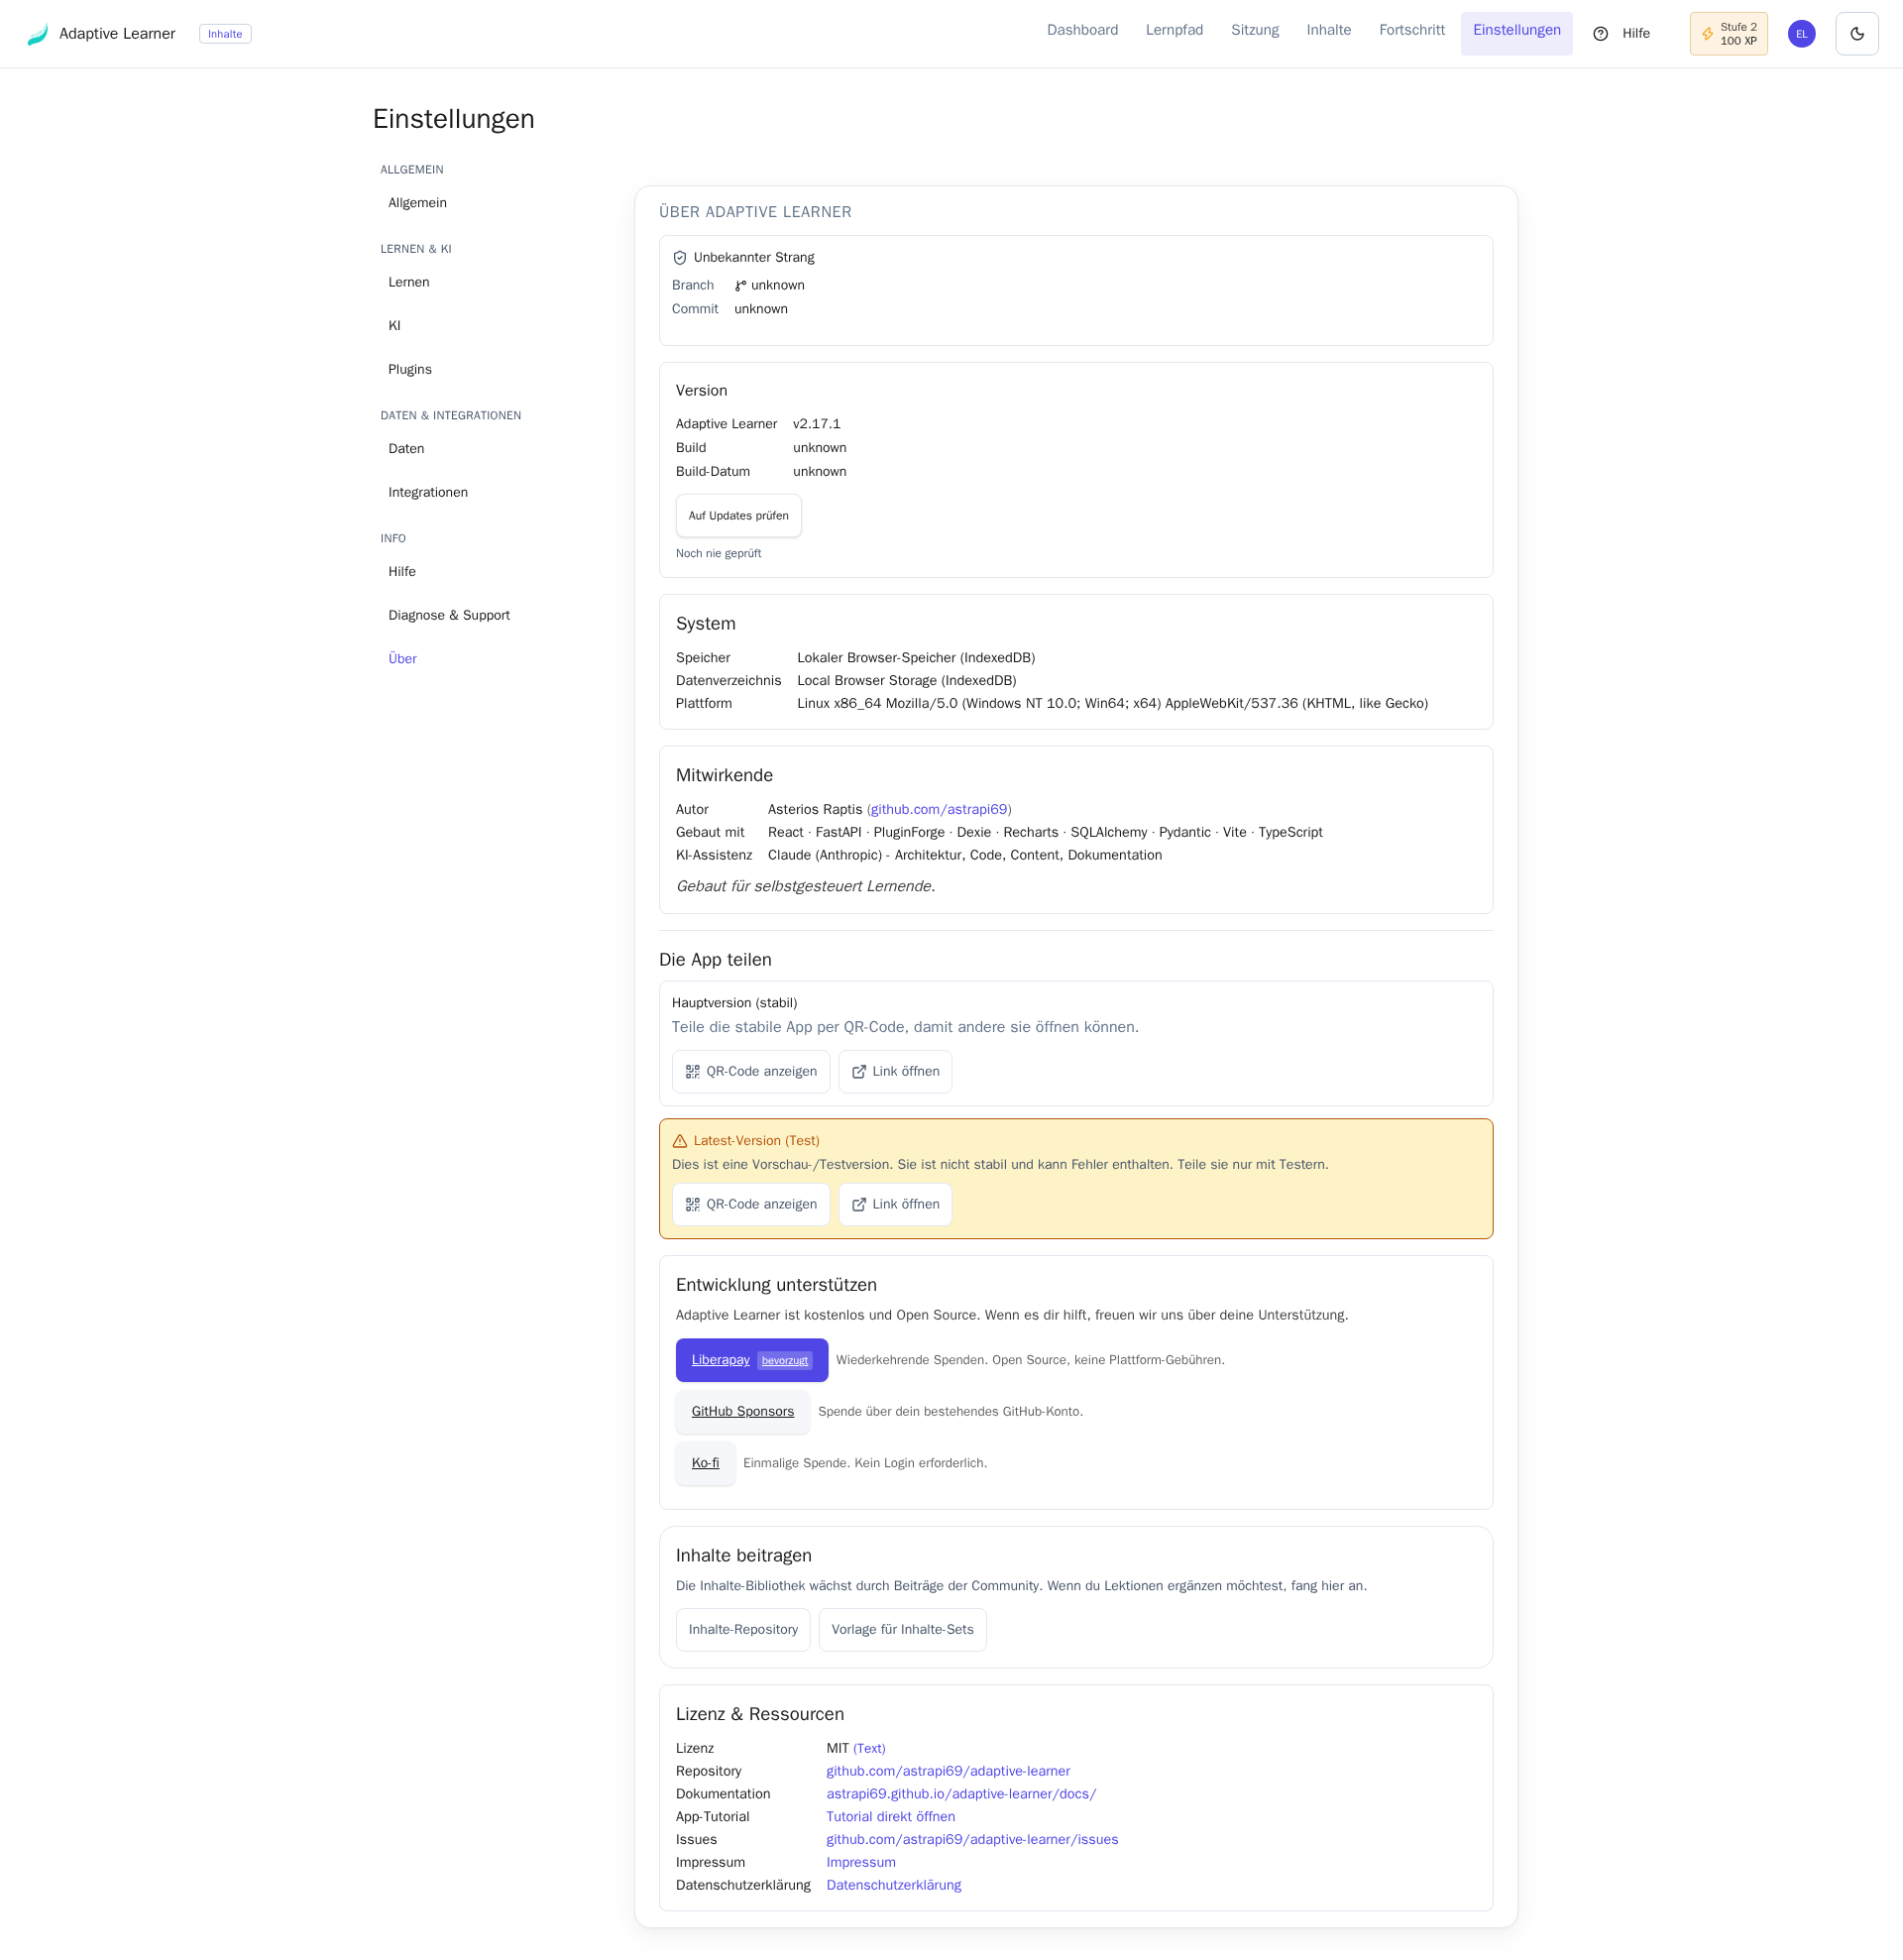 Adaptive Learner Inhalte Dashboard Lernpfad Sitzung Inhalte Fortschritt Einstellungen Hilfe Stufe 2 EL
100 XP
Einstellungen
ALLGEMEIN
Allgemein
LERNEN & KI
Lernen
KI
Plugins
DATEN & INTEGRATIONEN
Daten
Integrationen
INFO
Hilfe
Diagnose & Support
Über
ÜBER ADAPTIVE LEARNER
Unbekannter Strang
Branch unknown
Commit unknown
Version
Adaptive Learner v2.17.1
Build unknown
Build-Datum unknown
Auf Updates prüfen
Noch nie geprüft
System
Speicher Lokaler Browser-Speicher (IndexedDB)
Datenverzeichnis Local Browser Storage (IndexedDB)
Plattform Linux x86_64 Mozilla/5.0 (Windows NT 10.0; Win64; x64) AppleWebKit/537.36 (KHTML, like Gecko)
Mitwirkende
Autor Asterios Raptis (github.com/astrapi69)
Gebaut mit React · FastAPI · PluginForge · Dexie · Recharts · SQLAlchemy · Pydantic · Vite · TypeScript
KI-Assistenz Claude (Anthropic) - Architektur, Code, Content, Dokumentation
Gebaut für selbstgesteuert Lernende.
Die App teilen
Hauptversion (stabil)
Teile die stabile App per QR-Code, damit andere sie öffnen können.
QR-Code anzeigen Link öffnen
Latest-Version (Test)
Dies ist eine Vorschau-/Testversion. Sie ist nicht stabil und kann Fehler enthalten. Teile sie nur mit Testern.
QR-Code anzeigen Link öffnen
Entwicklung unterstützen
Adaptive Learner ist kostenlos und Open Source. Wenn es dir hilft, freuen wir uns über deine Unterstützung.
Liberapay bevorzugt Wiederkehrende Spenden. Open Source, keine Plattform-Gebühren.
GitHub Sponsors Spende über dein bestehendes GitHub-Konto.
Ko-fi Einmalige Spende. Kein Login erforderlich.
Inhalte beitragen
Die Inhalte-Bibliothek wächst durch Beiträge der Community. Wenn du Lektionen ergänzen möchtest, fang hier an.
Inhalte-Repository Vorlage für Inhalte-Sets
Lizenz & Ressourcen
Lizenz MIT (Text)
Repository github.com/astrapi69/adaptive-learner
Dokumentation astrapi69.github.io/adaptive-learner/docs/
App-Tutorial Tutorial direkt öffnen
Issues github.com/astrapi69/adaptive-learner/issues
Impressum Impressum
Datenschutzerklärung Datenschutzerklärung